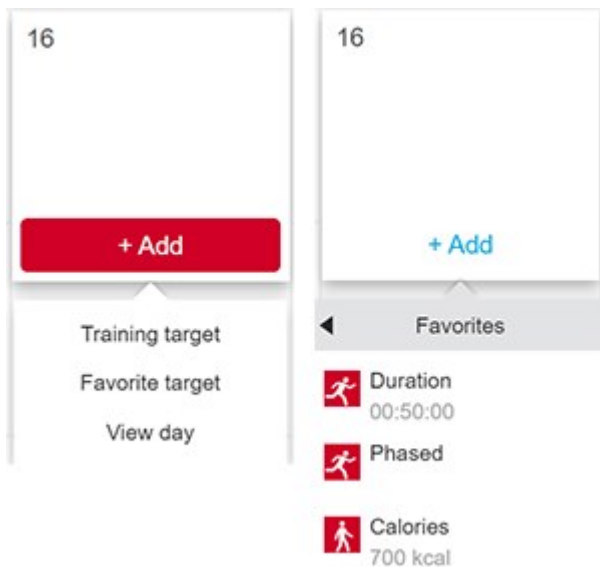 16
+ Add
Training target
Favorite target
View day
16
+ Add
Favorites
Duration
00:50:00
Phased
Calories
700 kcal